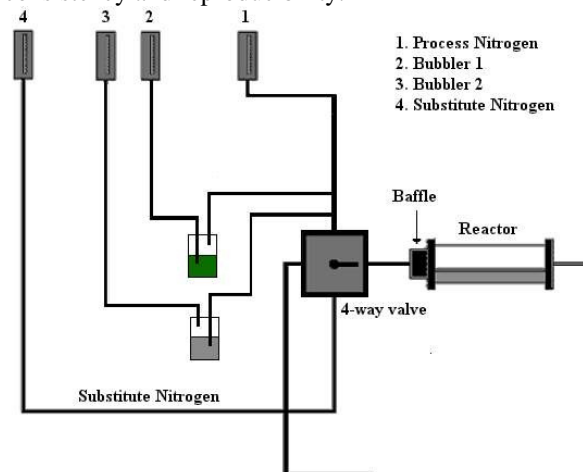 4 3 2 1
1. Process Nitrogen
2. Bubbler 1
3. Bubbler 2
4. Substitute Nitrogen
Baffle
Reactor
4-way valve
Substitute Nitrogen